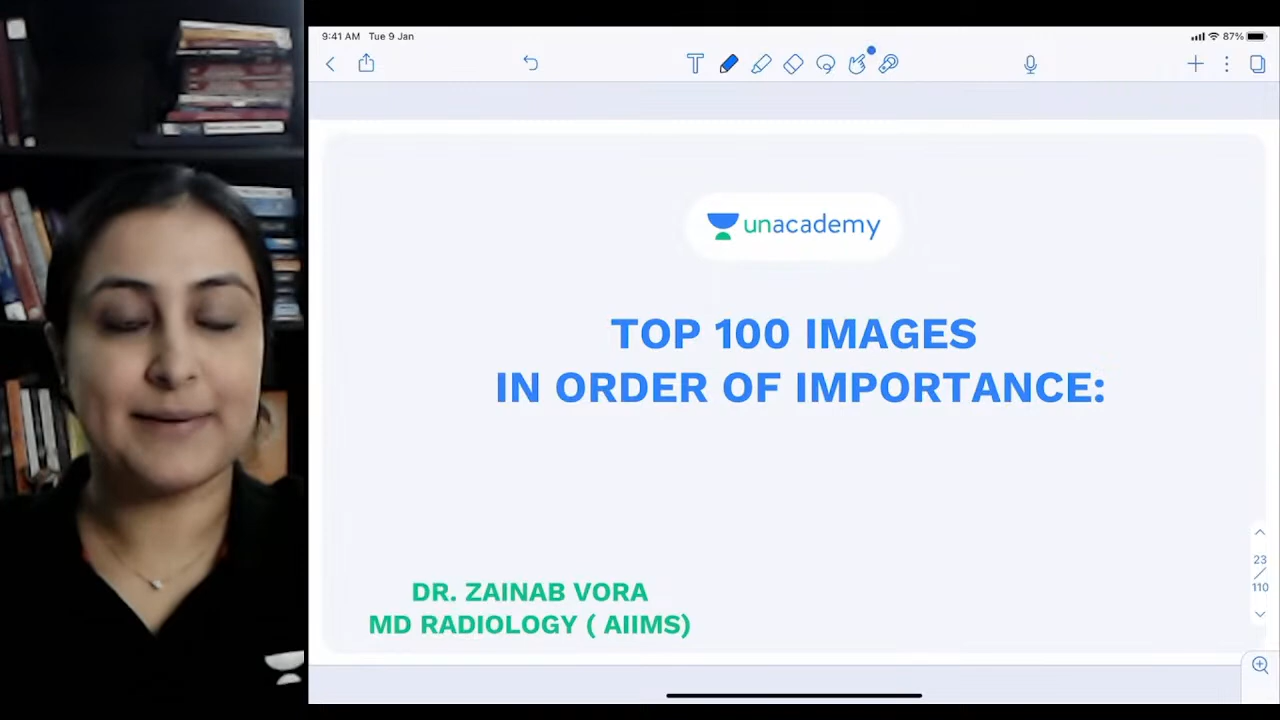 9:41 AM Tue 9 Jan
87%
unacademy
TOP 100 IMAGES
IN ORDER OF IMPORTANCE:
23
110
DR. ZAINAB VORA
MD RADIOLOGY ( AIIMS)